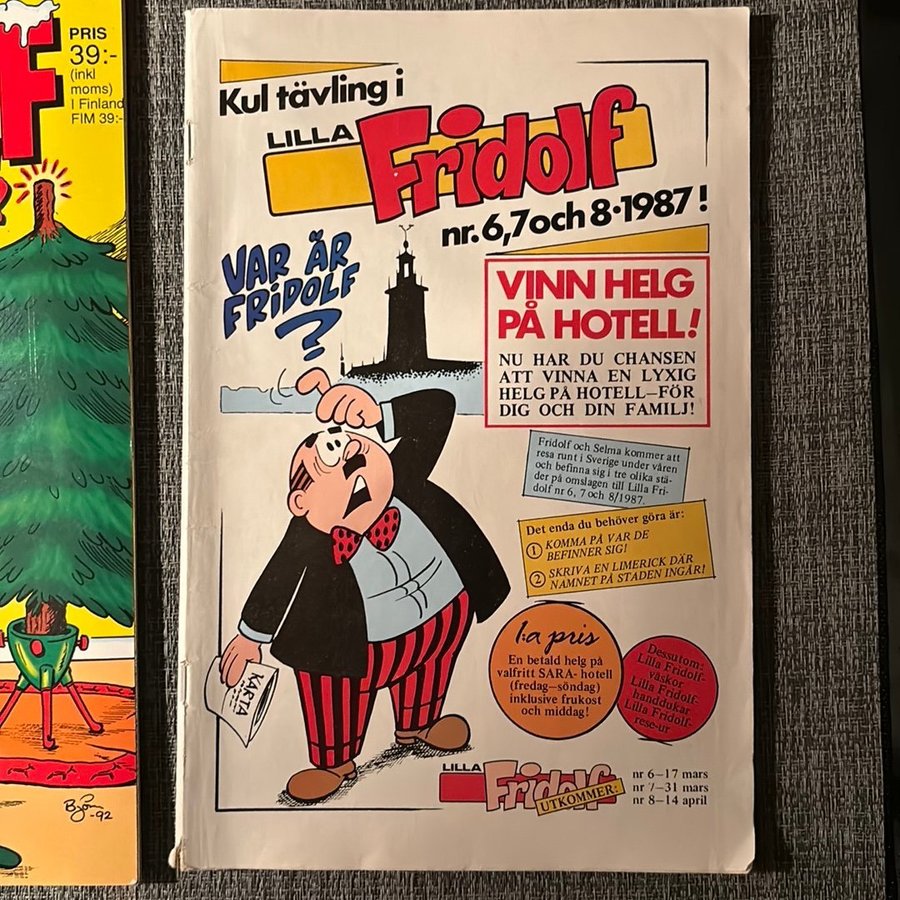 PRIS
39:-
(inkl
moms)
I Finland
FIM 39:-
F
?
Björn
-92
Kul tävling i
LILLA
Fridolf
nr. 6,7 och 8·1987!
VAR ÄR
FRIDOLF
?
VINN HELG
PÅ HOTELL!
NU HAR DU CHANSEN
ATT VINNA EN LYXIG
HELG PÅ HOTELL–FÖR
DIG OCH DIN FAMILJ!
Fridolf och Selma kommer att
resa runt i Sverige under våren
och befinna sig i tre olika stä-
der på omslagen till Lilla Fri-
dolf nr 6, 7 och 8/1987.
Det enda du behöver göra är:
1 KOMMA PÅ VAR DE
BEFINNER SIG!
2 SKRIVA EN LIMERICK DÄR
NAMNET PÅ STADEN INGÅR!
1:a pris
En betald helg på
valfritt SARA- hotell
(fredag–söndag)
inklusive frukost
och middag!
Dessutom:
Lilla Fridolf-
väskor
Lilla Fridolf-
handdukar
Lilla Fridolf-
rese-ur
KARTA
LILLA
Fridolf
UTKOMMER:
nr 6–17 mars
nr 7–31 mars
nr 8–14 april